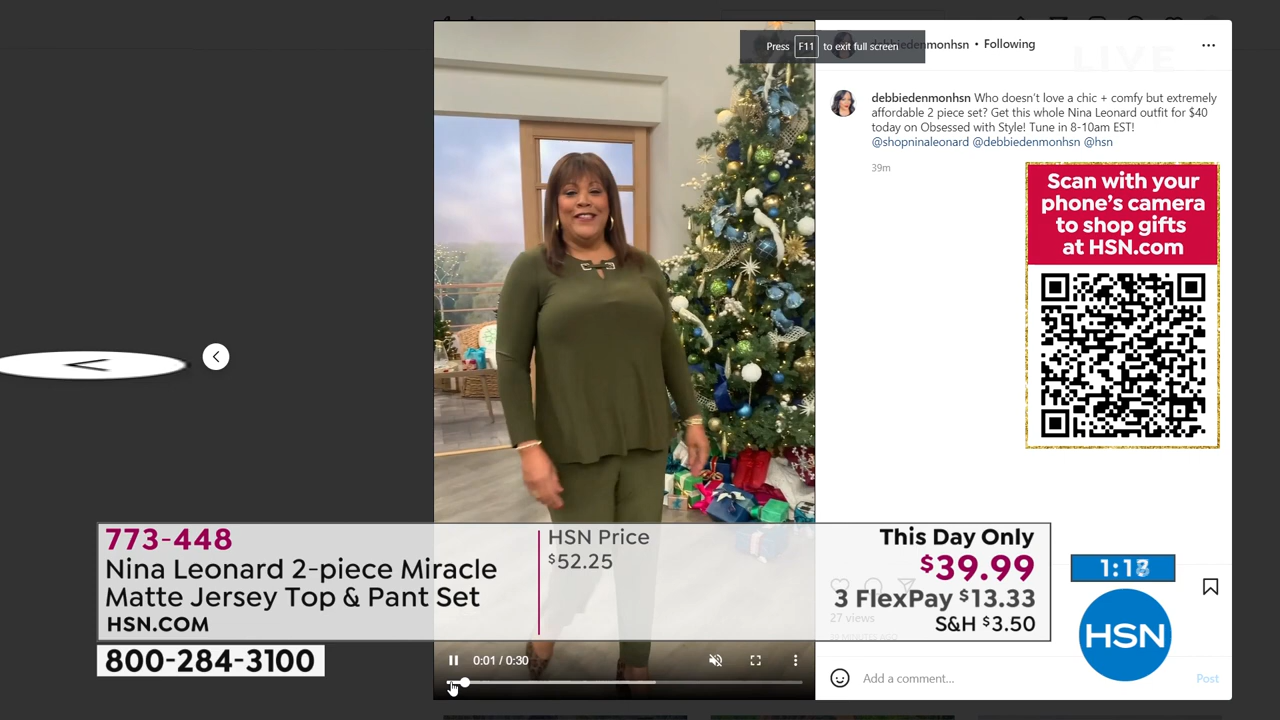 Press F11 to exit full screen
debbiedenmonhsn • Following
LIVE
debbiedenmonhsn Who doesn't love a chic + comfy but extremely
affordable 2 piece set? Get this whole Nina Leonard outfit for $40
today on Obsessed with Style! Tune in 8-10am EST!
@shopninaleonard @debbiedenmonhsn @hsn
39m
Scan with your
phone's camera
to shop gifts
at HSN.com
773-448
Nina Leonard 2-piece Miracle
Matte Jersey Top & Pant Set
HSN.COM
HSN Price
$52.25
This Day Only
$39.99
3 FlexPay $13.33
S&H $3.50
27 views
800-284-3100
HSN
0:01 / 0:30
Add a comment...
Post